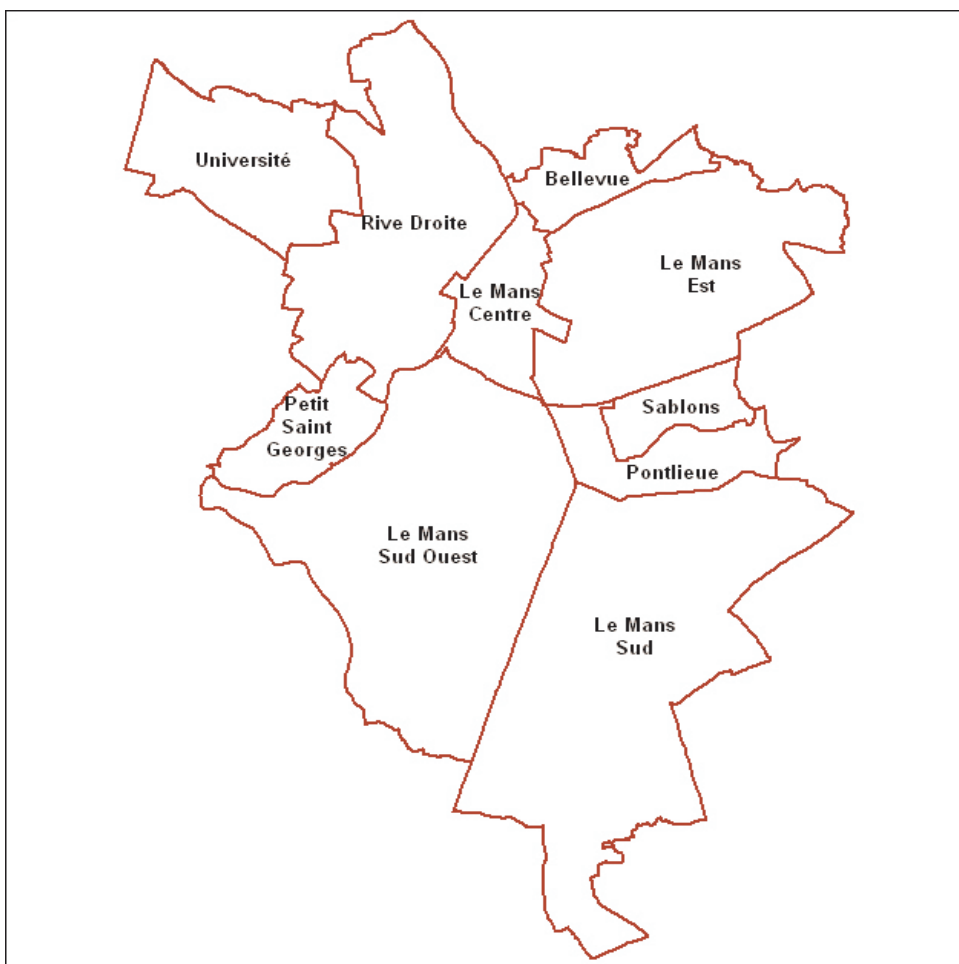 Université
Bellevue
Rive Droite
Le Mans
Est
Le Mans
Centre
Petit
Saint
Georges
Sablons
Pontlieue
Le Mans
Sud Ouest
Le Mans
Sud